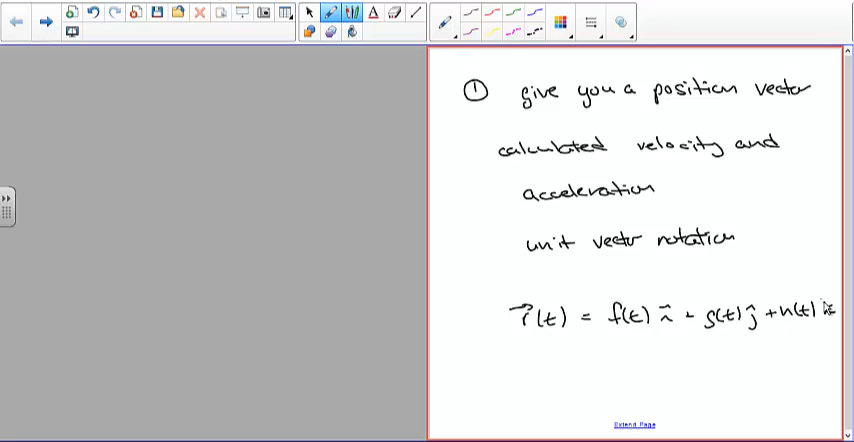 ① give you a position vector
calculated velocity and
acceleration
unit vector notation
r⃗(t) = f(t) î + g(t) ĵ + h(t) k̂
Extend Page